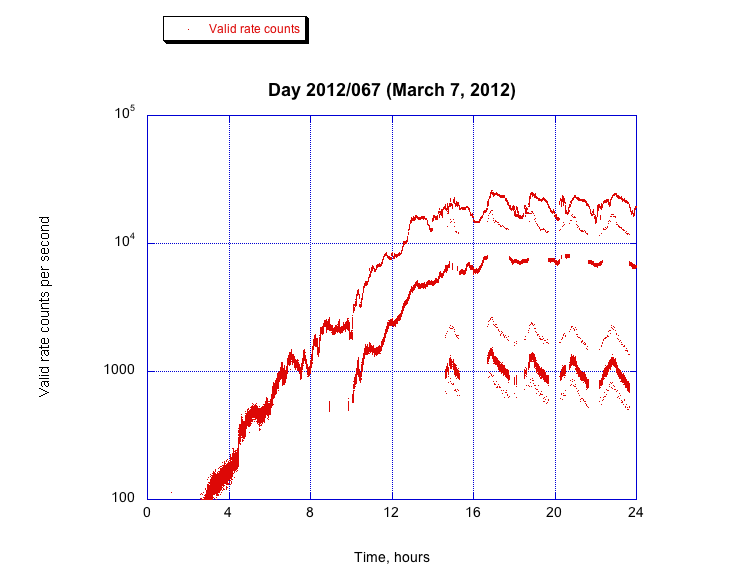 Valid rate counts
Day 2012/067 (March 7, 2012)
10^5
10^4
1000
100
Valid rate counts per second
0 4 8 12 16 20 24
Time, hours